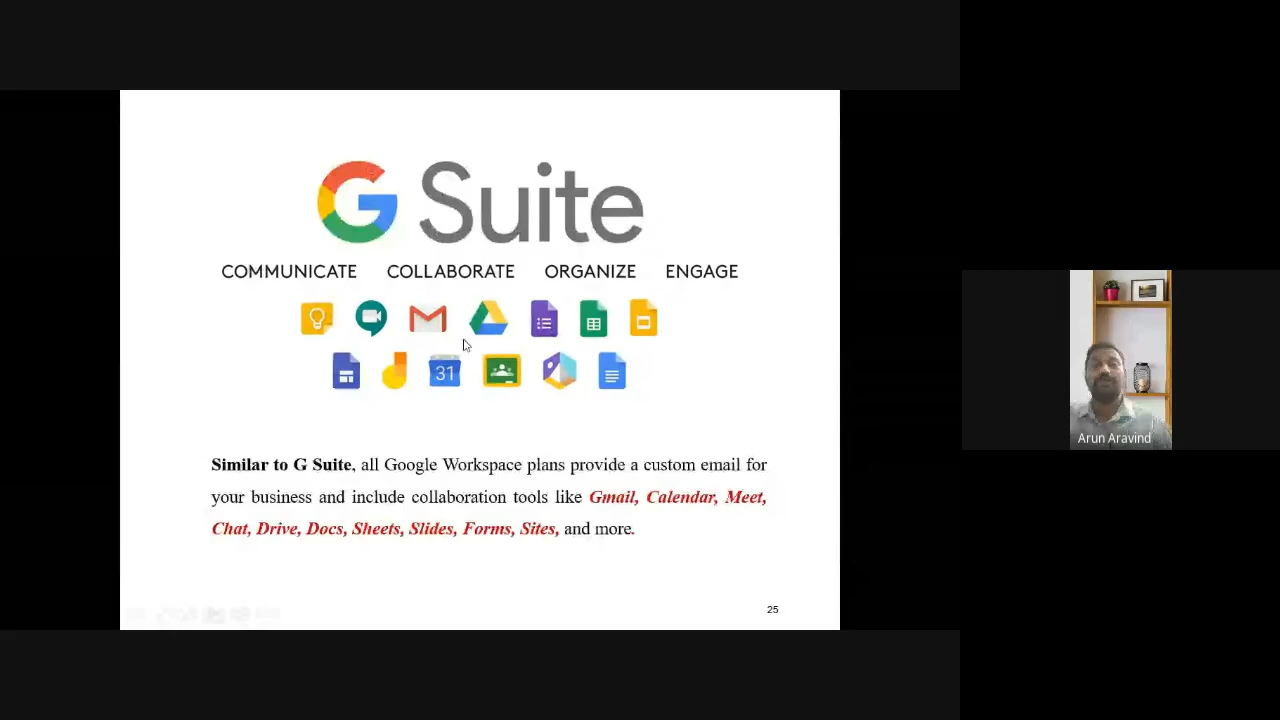 G Suite
COMMUNICATE COLLABORATE ORGANIZE ENGAGE
31
Similar to G Suite, all Google Workspace plans provide a custom email for
your business and include collaboration tools like Gmail, Calendar, Meet,
Chat, Drive, Docs, Sheets, Slides, Forms, Sites, and more.
25
Arun Aravind